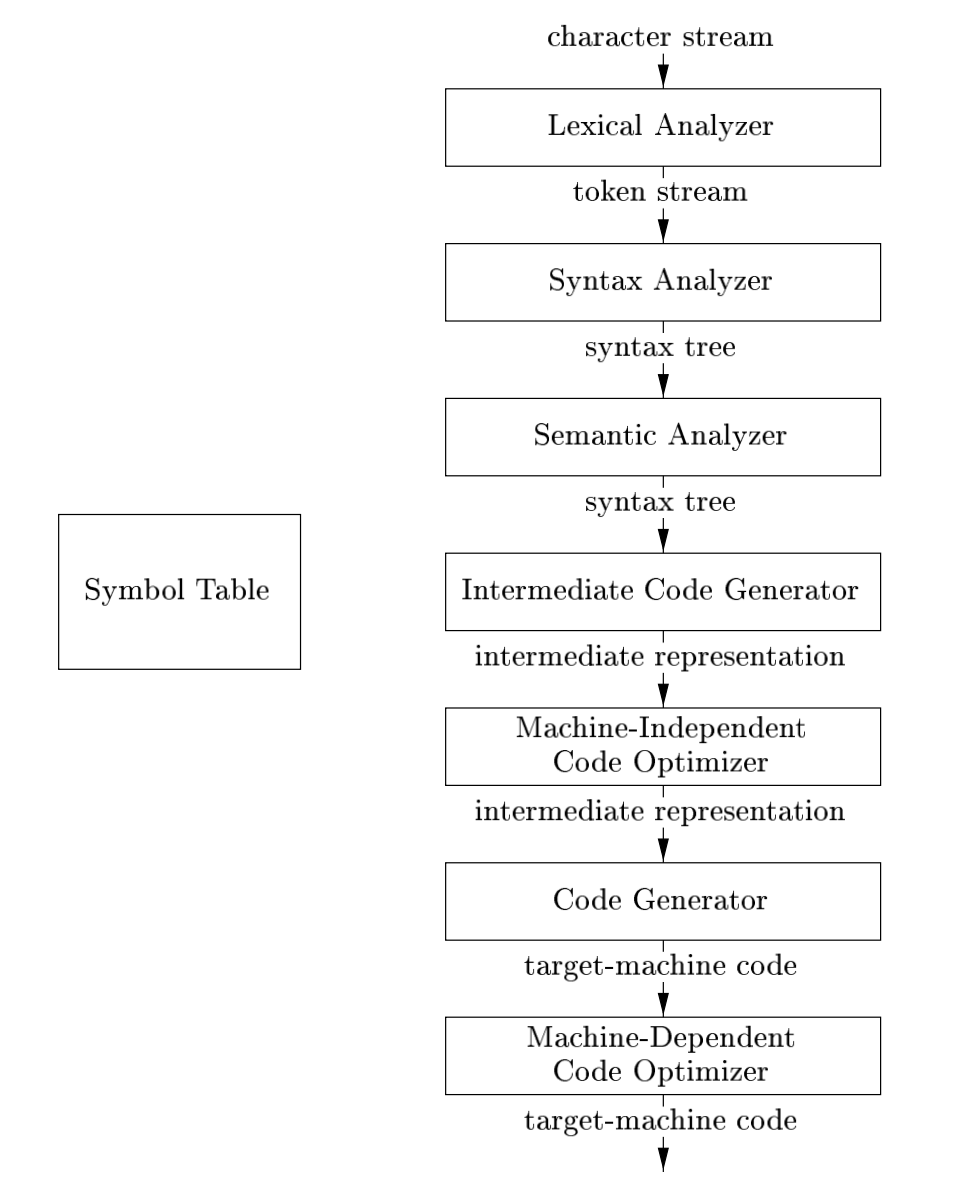 character stream
Lexical Analyzer
token stream
Syntax Analyzer
syntax tree
Semantic Analyzer
syntax tree
Symbol Table
Intermediate Code Generator
intermediate representation
Machine-Independent
Code Optimizer
intermediate representation
Code Generator
target-machine code
Machine-Dependent
Code Optimizer
target-machine code